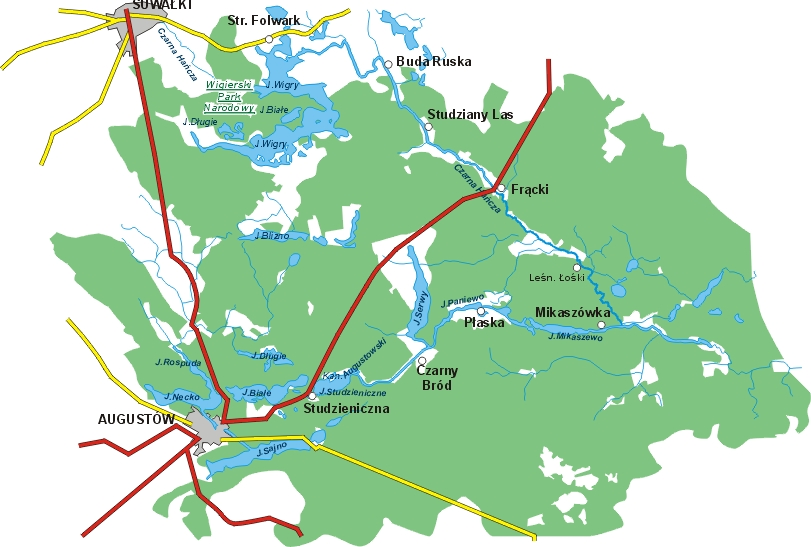 SUWAŁKI
Str. Folwark
Czarna Hańcza
Buda Ruska
Wigierski
Park
Narodowy
J.Wigry
J.Białe
J.Długie
J.Wigry
Studziany Las
Czarna Hańcza
Frącki
J.Blizno
Leśn. Łośki
J.Serwy
J.Paniewo
Płaska
Mikaszówka
J.Mikaszewo
J.Rospuda
J.Długie
Kan. Augustowski
Czarny
Bród
J.Necko
J.Białe
J.Studzieniczne
Studzieniczna
AUGUSTÓW
J.Sajno